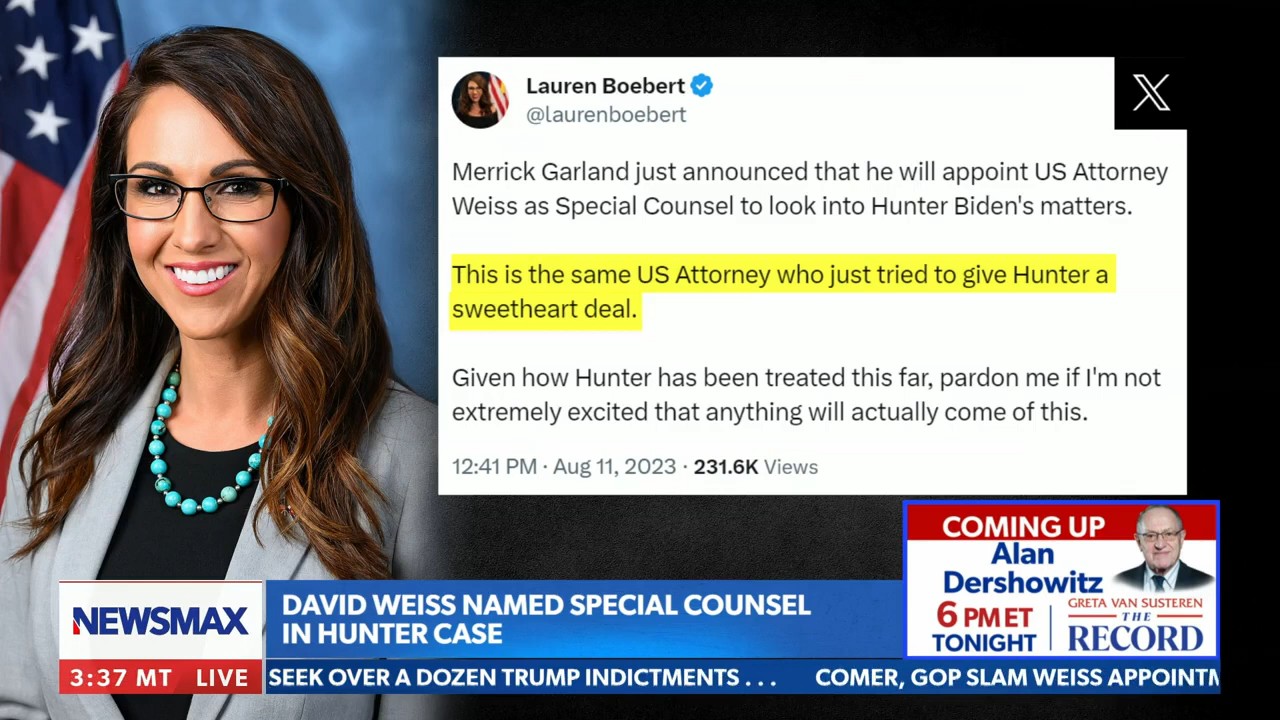 Lauren Boebert
@laurenboebert
X
Merrick Garland just announced that he will appoint US Attorney
Weiss as Special Counsel to look into Hunter Biden's matters.
This is the same US Attorney who just tried to give Hunter a
sweetheart deal.
Given how Hunter has been treated this far, pardon me if I'm not
extremely excited that anything will actually come of this.
12:41 PM · Aug 11, 2023 · 231.6K Views
COMING UP
Alan
Dershowitz
6 PM ET
TONIGHT
GRETA VAN SUSTEREN
THE
RECORD
NEWSMAX
DAVID WEISS NAMED SPECIAL COUNSEL
IN HUNTER CASE
3:37 MT LIVE
SEEK OVER A DOZEN TRUMP INDICTMENTS . . . COMER, GOP SLAM WEISS APPOINTM